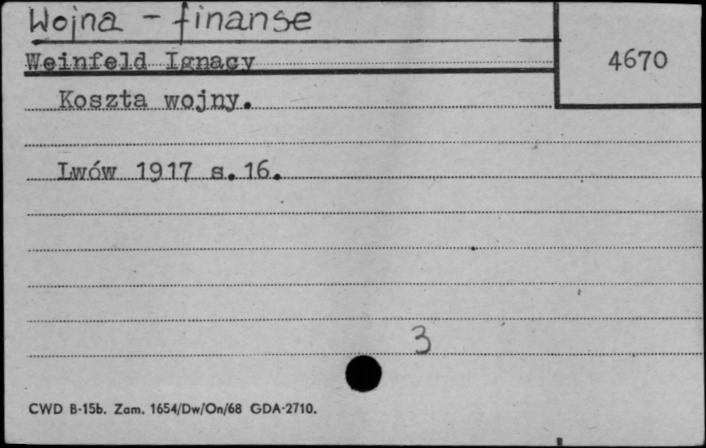 Wojna - finanse
4670
Weinfeld Ignacy
Koszta wojny.
Lwów 1917 s. 16.
3
CWD B-15b. Zam. 1654/Dw/On/68 GDA-2710.